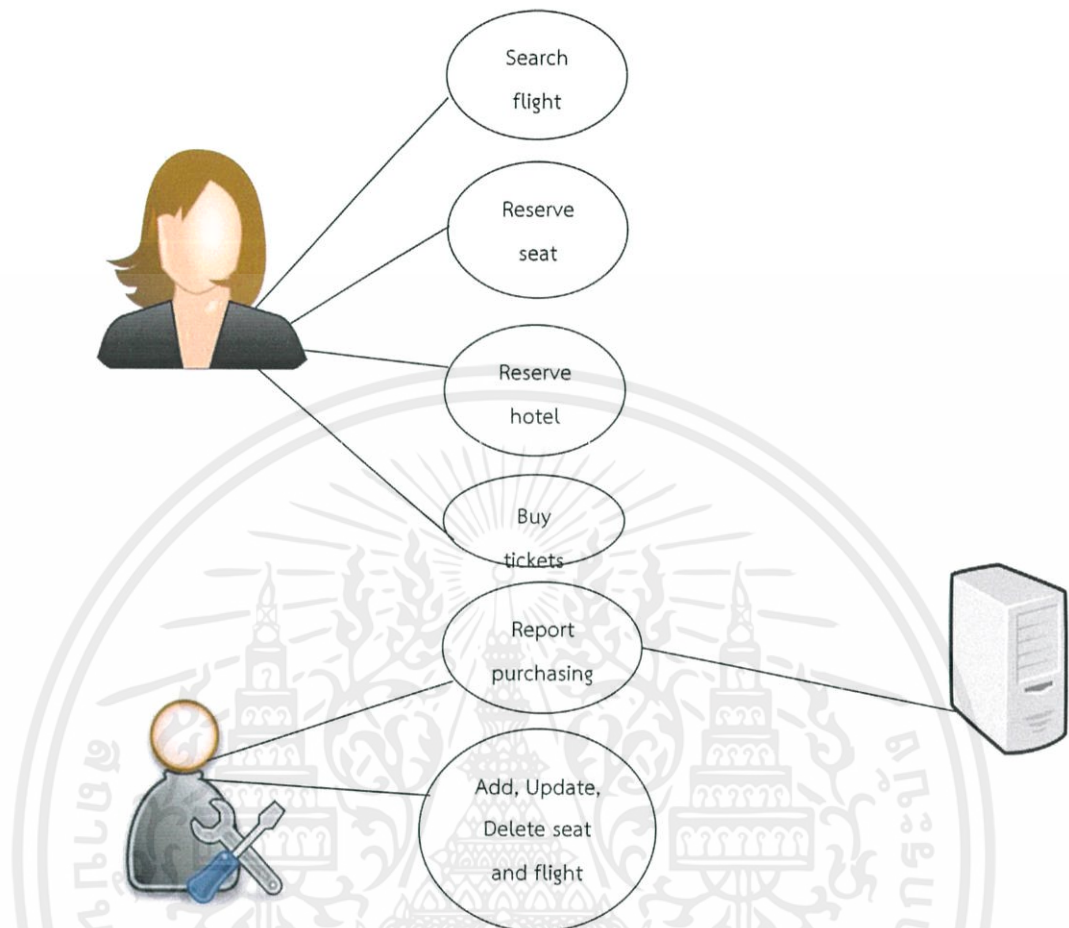 Search
flight
Reserve
seat
Reserve
hotel
Buy
tickets
Report
purchasing
Add, Update,
Delete seat
and flight